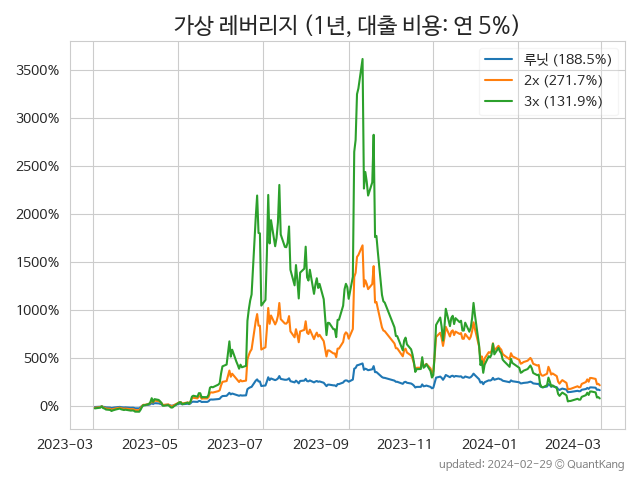 가상 레버리지 (1년, 대출 비용: 연 5%)
루닛 (188.5%)
2x (271.7%)
3x (131.9%)
3500%
3000%
2500%
2000%
1500%
1000%
500%
0%
2023-03 2023-05 2023-07 2023-09 2023-11 2024-01 2024-03
updated: 2024-02-29 © QuantKang